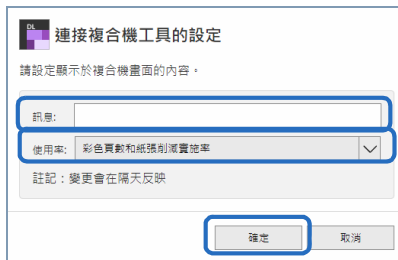 DL
連接複合機工具的設定
請設定顯示於複合機畫面的內容。
訊息:
使用率: 彩色頁數和紙張削減實施率
註記：變更會在隔天反映
確定 取消